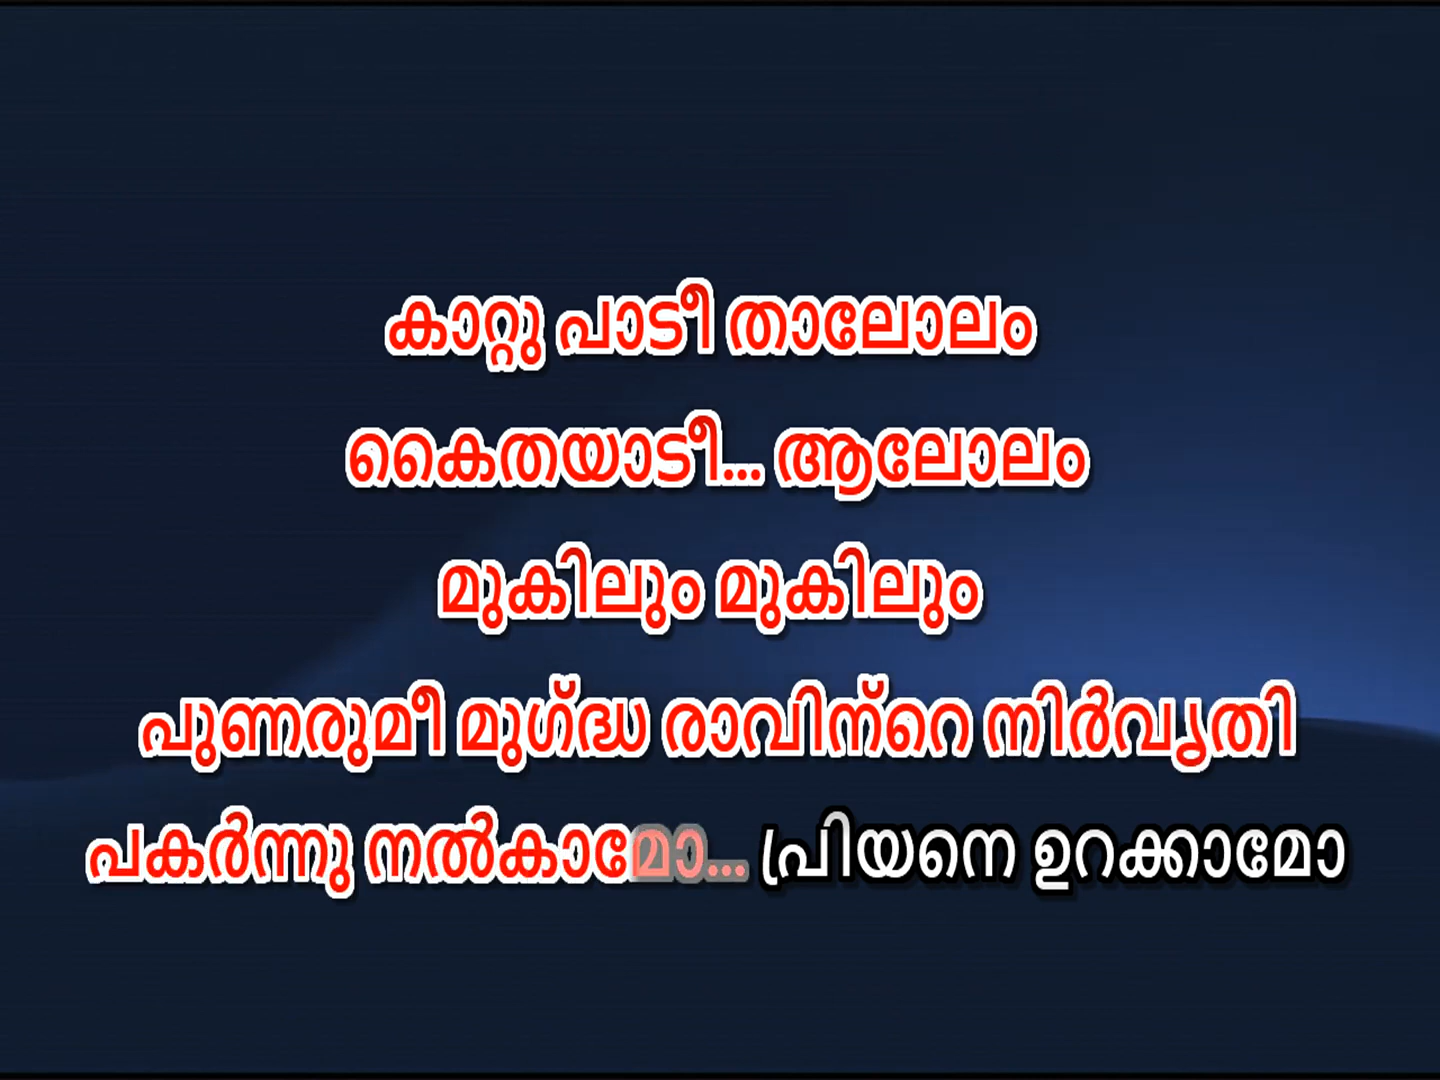 കാറ്റു പാടീ താലോലം
കൈതയാടീ... ആലോലം
മുകിലും മുകിലും
പുണരുമീ മുഗ്ദ്ധ രാവിന്റെ നിർവൃതി
പകർന്നു നൽകാമോ... പ്രിയനെ ഉറക്കാമോ